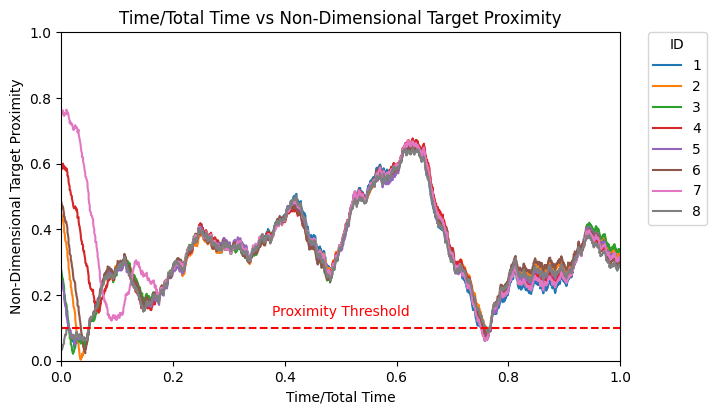 Time/Total Time vs Non-Dimensional Target Proximity
Non-Dimensional Target Proximity
1.0
0.8
0.6
0.4
0.2
0.0
Proximity Threshold
0.0 0.2 0.4 0.6 0.8 1.0
Time/Total Time
ID
1
2
3
4
5
6
7
8